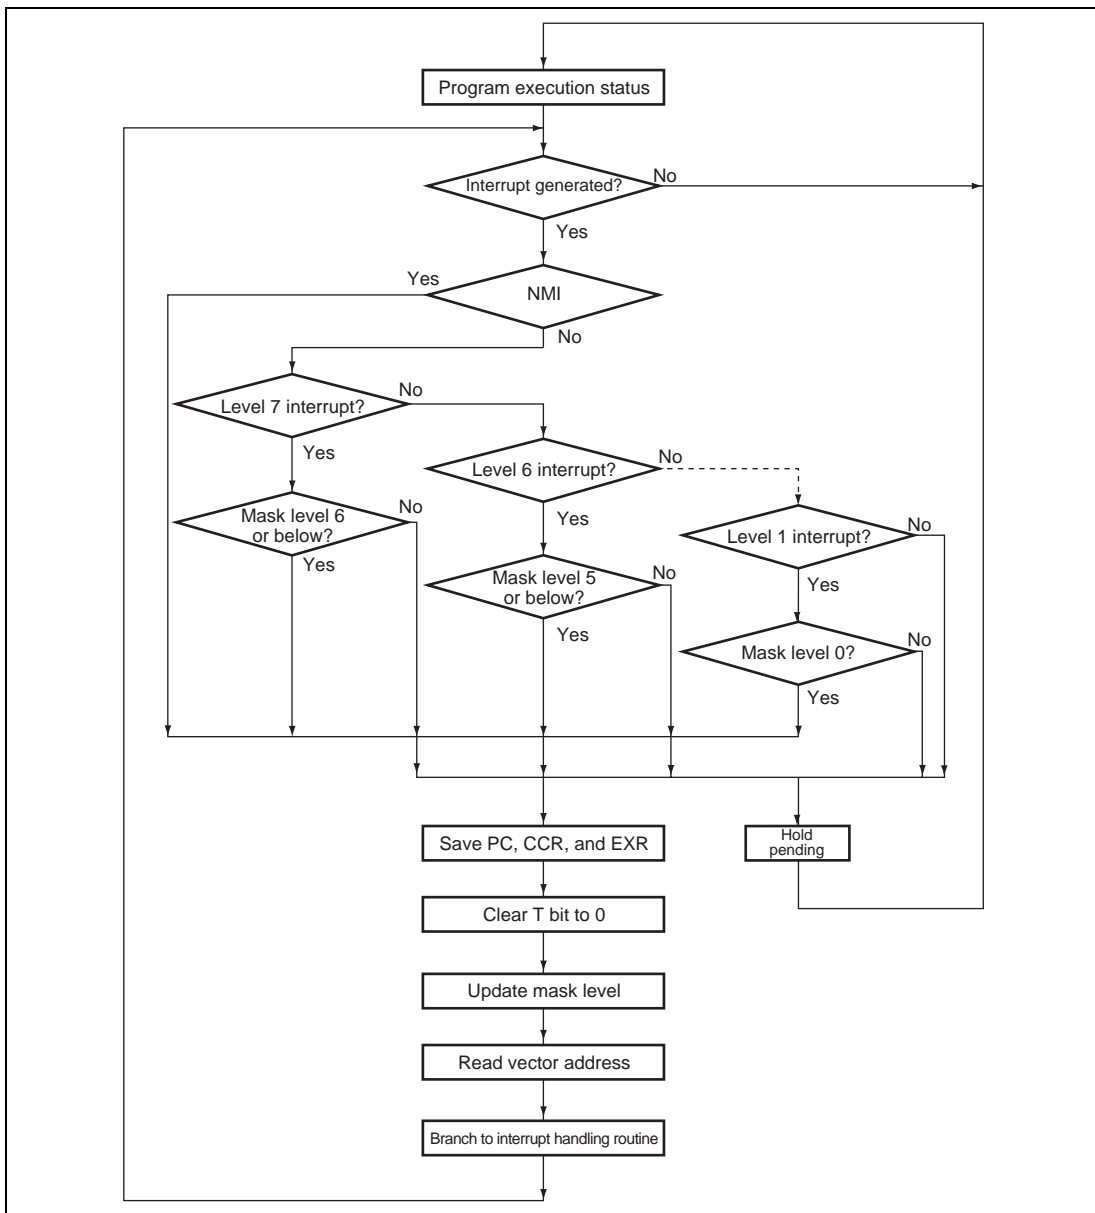 Program execution status
Interrupt generated?
No
Yes
Yes
NMI
No
Level 7 interrupt?
No
Yes
Level 6 interrupt?
No
Yes
Mask level 6
or below?
No
Yes
Level 1 interrupt?
No
Yes
Mask level 5
or below?
No
Yes
Mask level 0?
No
Yes
Save PC, CCR, and EXR
Hold
pending
Clear T bit to 0
Update mask level
Read vector address
Branch to interrupt handling routine